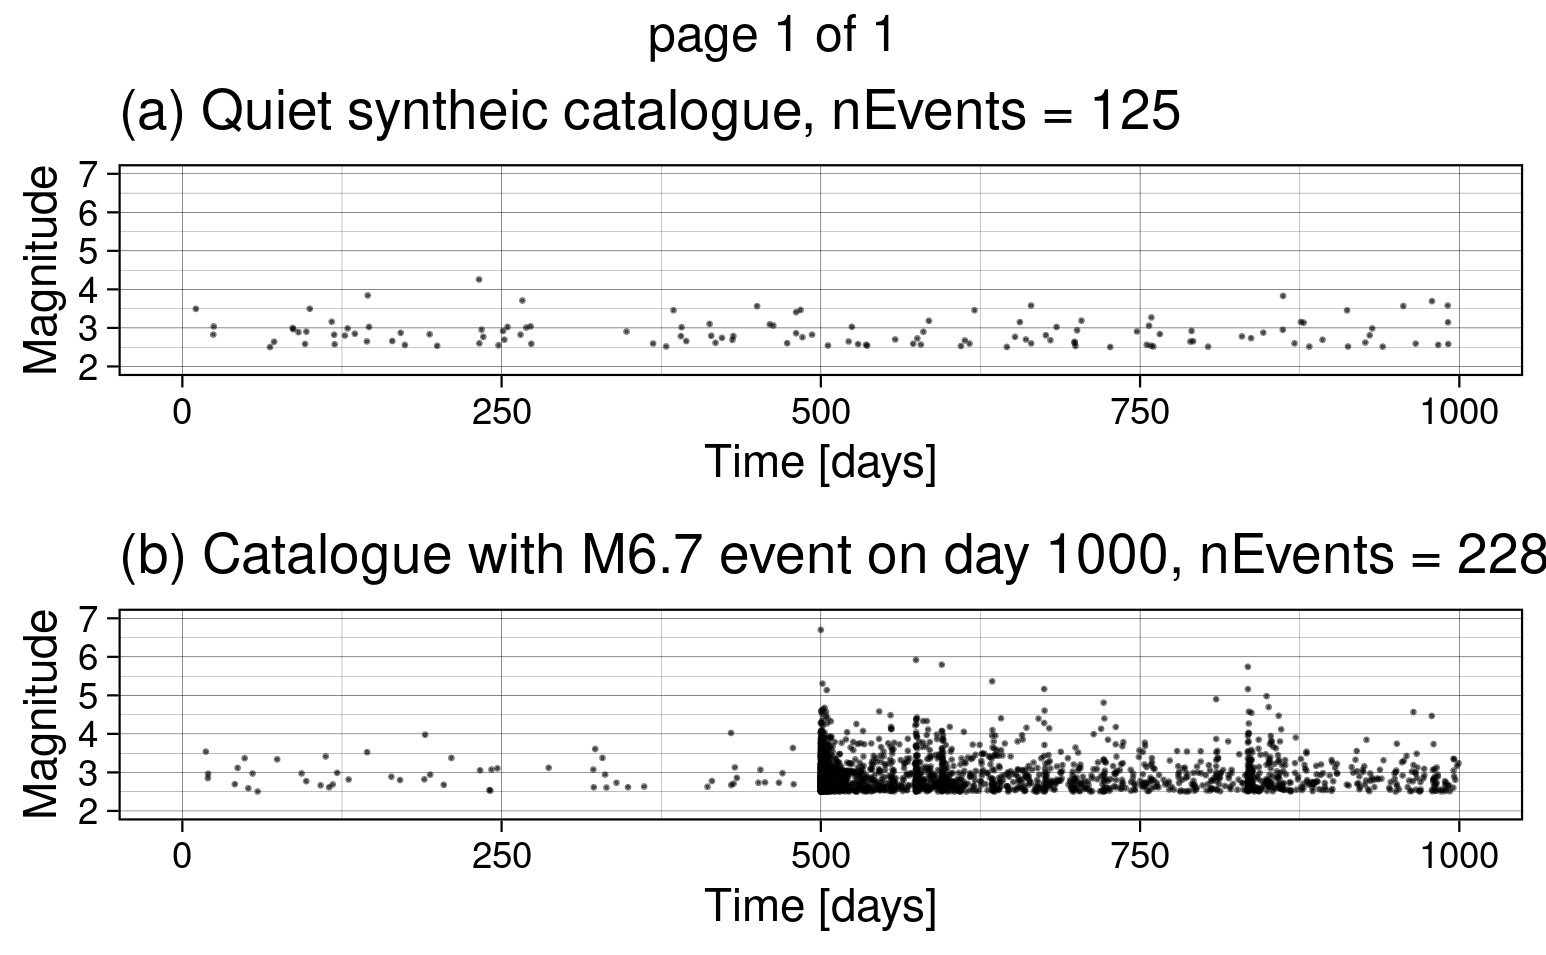 page 1 of 1
(a) Quiet syntheic catalogue, nEvents = 125
Magnitude
7
6
5
4
3
2
0 250 500 750 1000
Time [days]
(b) Catalogue with M6.7 event on day 1000, nEvents = 228
Magnitude
7
6
5
4
3
2
0 250 500 750 1000
Time [days]